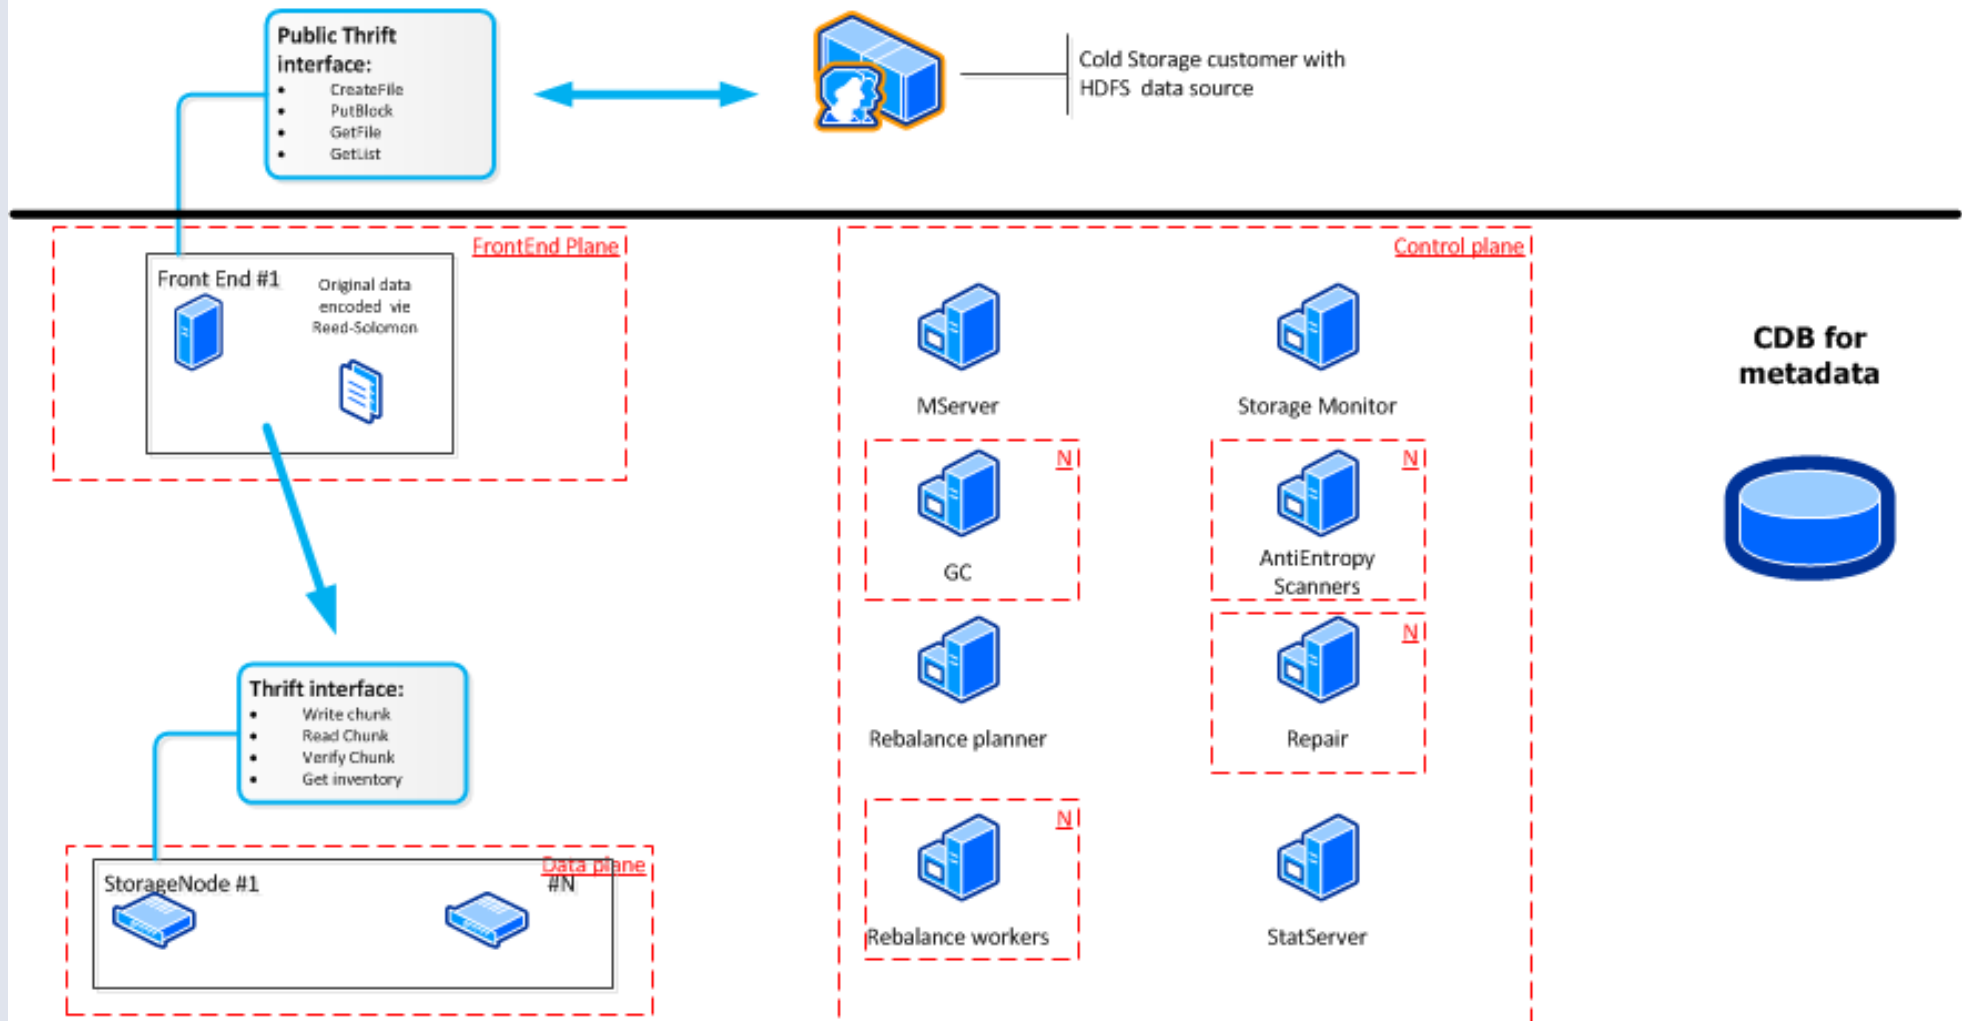 Public Thrift
interface:
• CreateFile
• PutBlock
• GetFile
• GetList
Cold Storage customer with
HDFS data source
FrontEnd Plane
Front End #1
Original data
encoded vie
Reed-Solomon
Thrift interface:
• Write chunk
• Read Chunk
• Verify Chunk
• Get inventory
Data plane
StorageNode #1
#N
Control plane
MServer
Storage Monitor
N
GC
N
AntiEntropy
Scanners
Rebalance planner
N
Repair
N
Rebalance workers
StatServer
CDB for
metadata